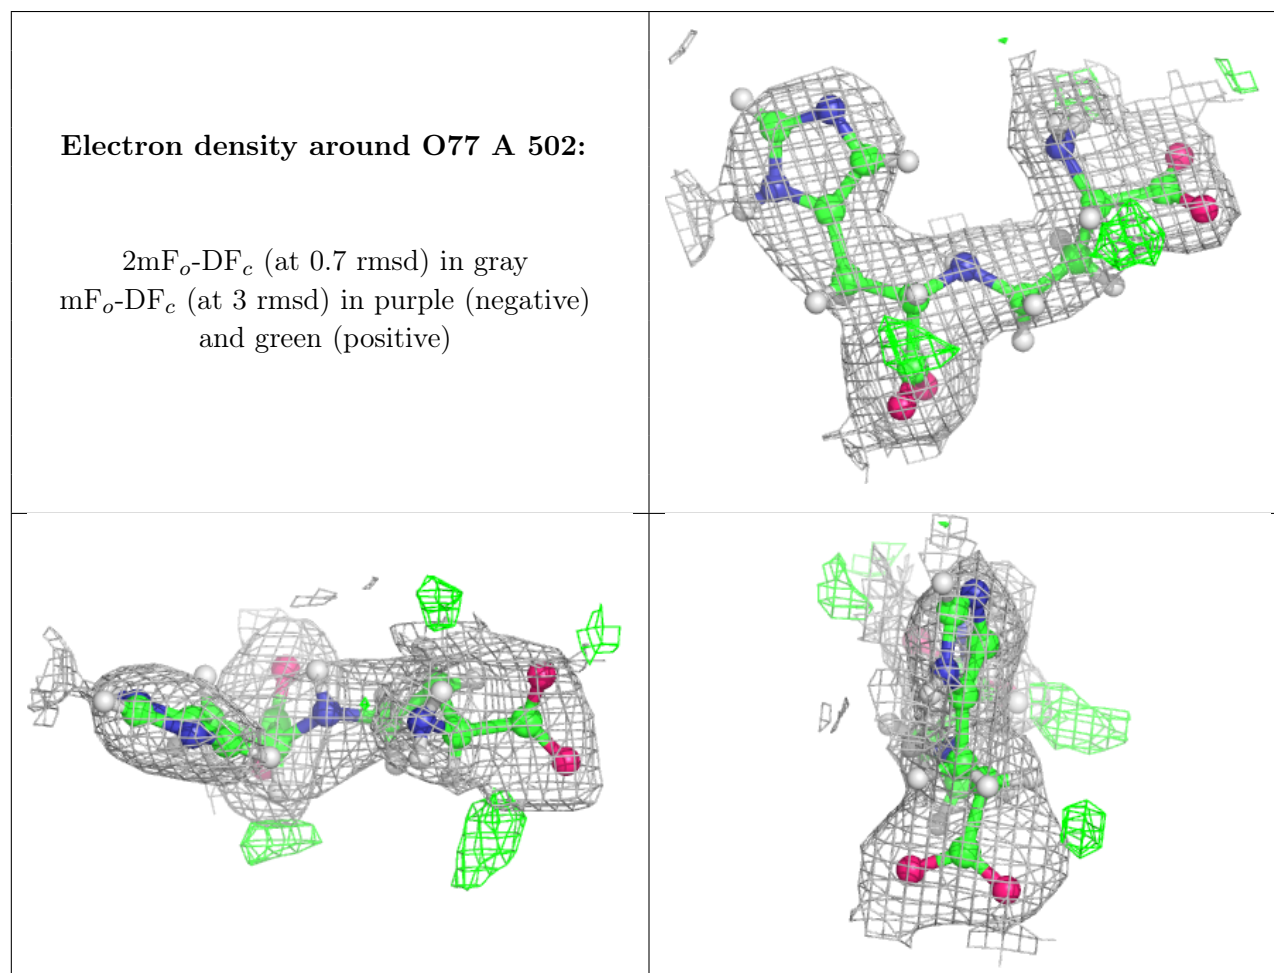 Electron density around O77 A 502:
2mFo-DFc (at 0.7 rmsd) in gray
mFo-DFc (at 3 rmsd) in purple (negative)
and green (positive)